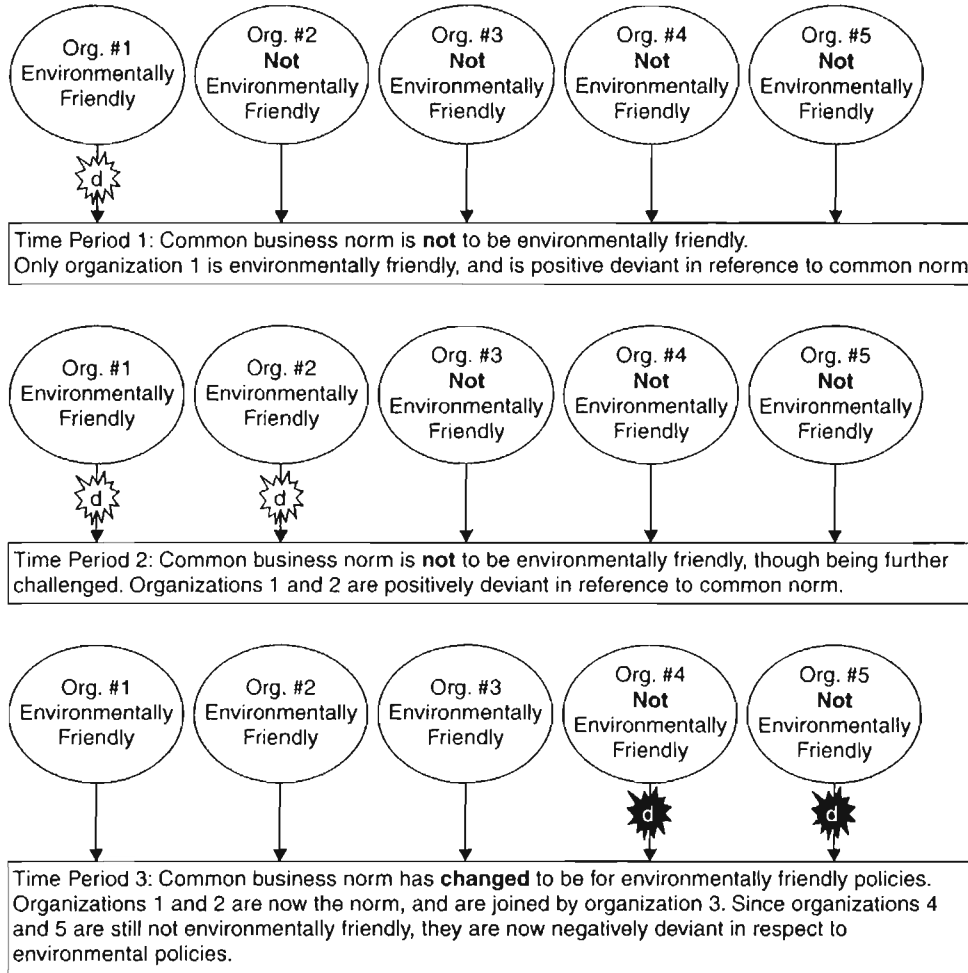 Org. #1
Environmentally
Friendly
Org. #2
Not
Environmentally
Friendly
Org. #3
Not
Environmentally
Friendly
Org. #4
Not
Environmentally
Friendly
Org. #5
Not
Environmentally
Friendly
d
Time Period 1: Common business norm is not to be environmentally friendly.
Only organization 1 is environmentally friendly, and is positive deviant in reference to common norm
Org. #1
Environmentally
Friendly
Org. #2
Environmentally
Friendly
Org. #3
Not
Environmentally
Friendly
Org. #4
Not
Environmentally
Friendly
Org. #5
Not
Environmentally
Friendly
d
d
Time Period 2: Common business norm is not to be environmentally friendly, though being further
challenged. Organizations 1 and 2 are positively deviant in reference to common norm.
Org. #1
Environmentally
Friendly
Org. #2
Environmentally
Friendly
Org. #3
Environmentally
Friendly
Org. #4
Not
Environmentally
Friendly
Org. #5
Not
Environmentally
Friendly
d
d
Time Period 3: Common business norm has changed to be for environmentally friendly policies.
Organizations 1 and 2 are now the norm, and are joined by organization 3. Since organizations 4
and 5 are still not environmentally friendly, they are now negatively deviant in respect to
environmental policies.